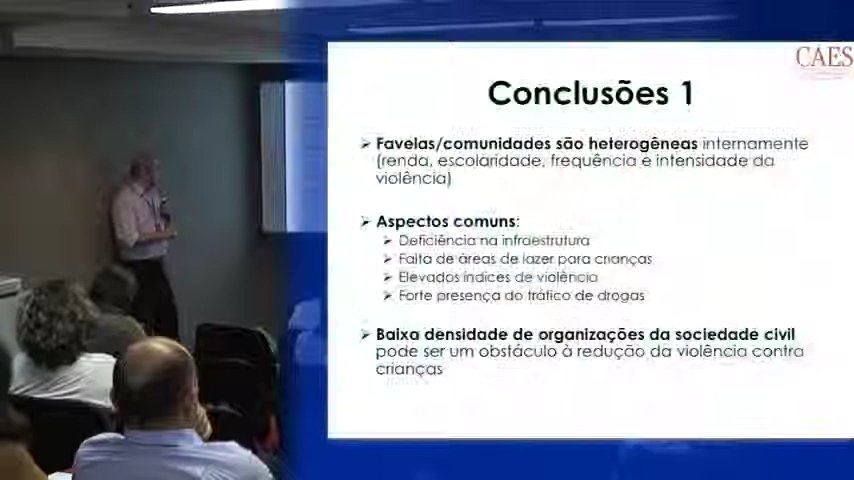 CAES
Conclusões 1
Favelas/comunidades são heterogêneas internamente
(renda, escolaridade, frequência e intensidade da
violência)
Aspectos comuns:
Deficiência na infraestrutura
Falta de áreas de lazer para crianças
Elevados índices de violência
Forte presença do tráfico de drogas
Baixa densidade de organizações da sociedade civil
pode ser um obstáculo à redução da violência contra
crianças